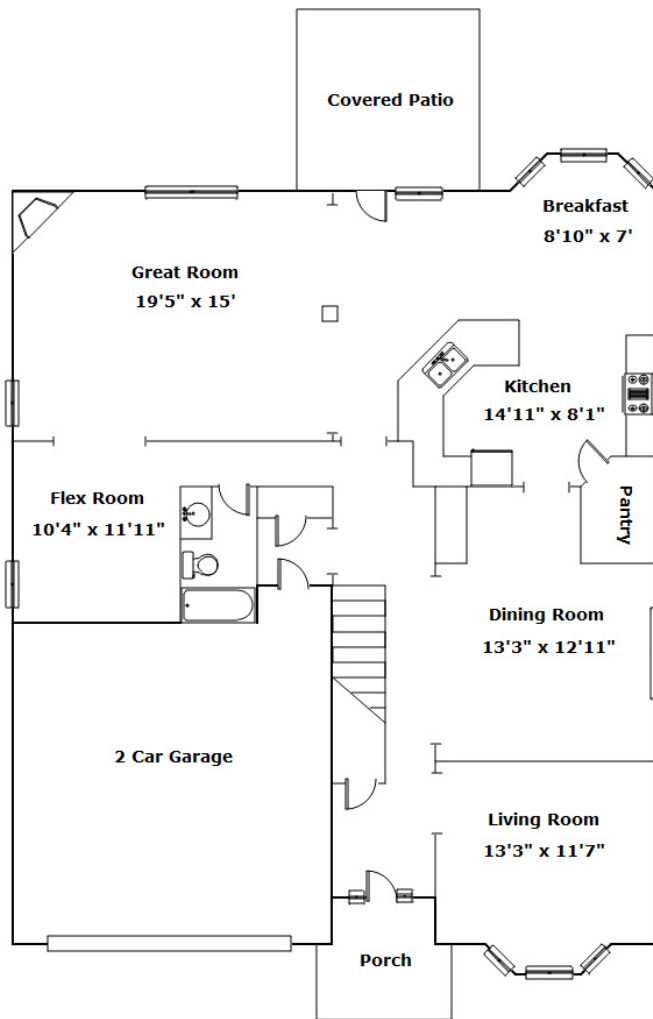 Covered Patio
Breakfast
8'10" x 7'
Great Room
19'5" x 15'
Kitchen
14'11" x 8'1"
Flex Room
10'4" x 11'11"
Pantry
Dining Room
13'3" x 12'11"
2 Car Garage
Living Room
13'3" x 11'7"
Porch